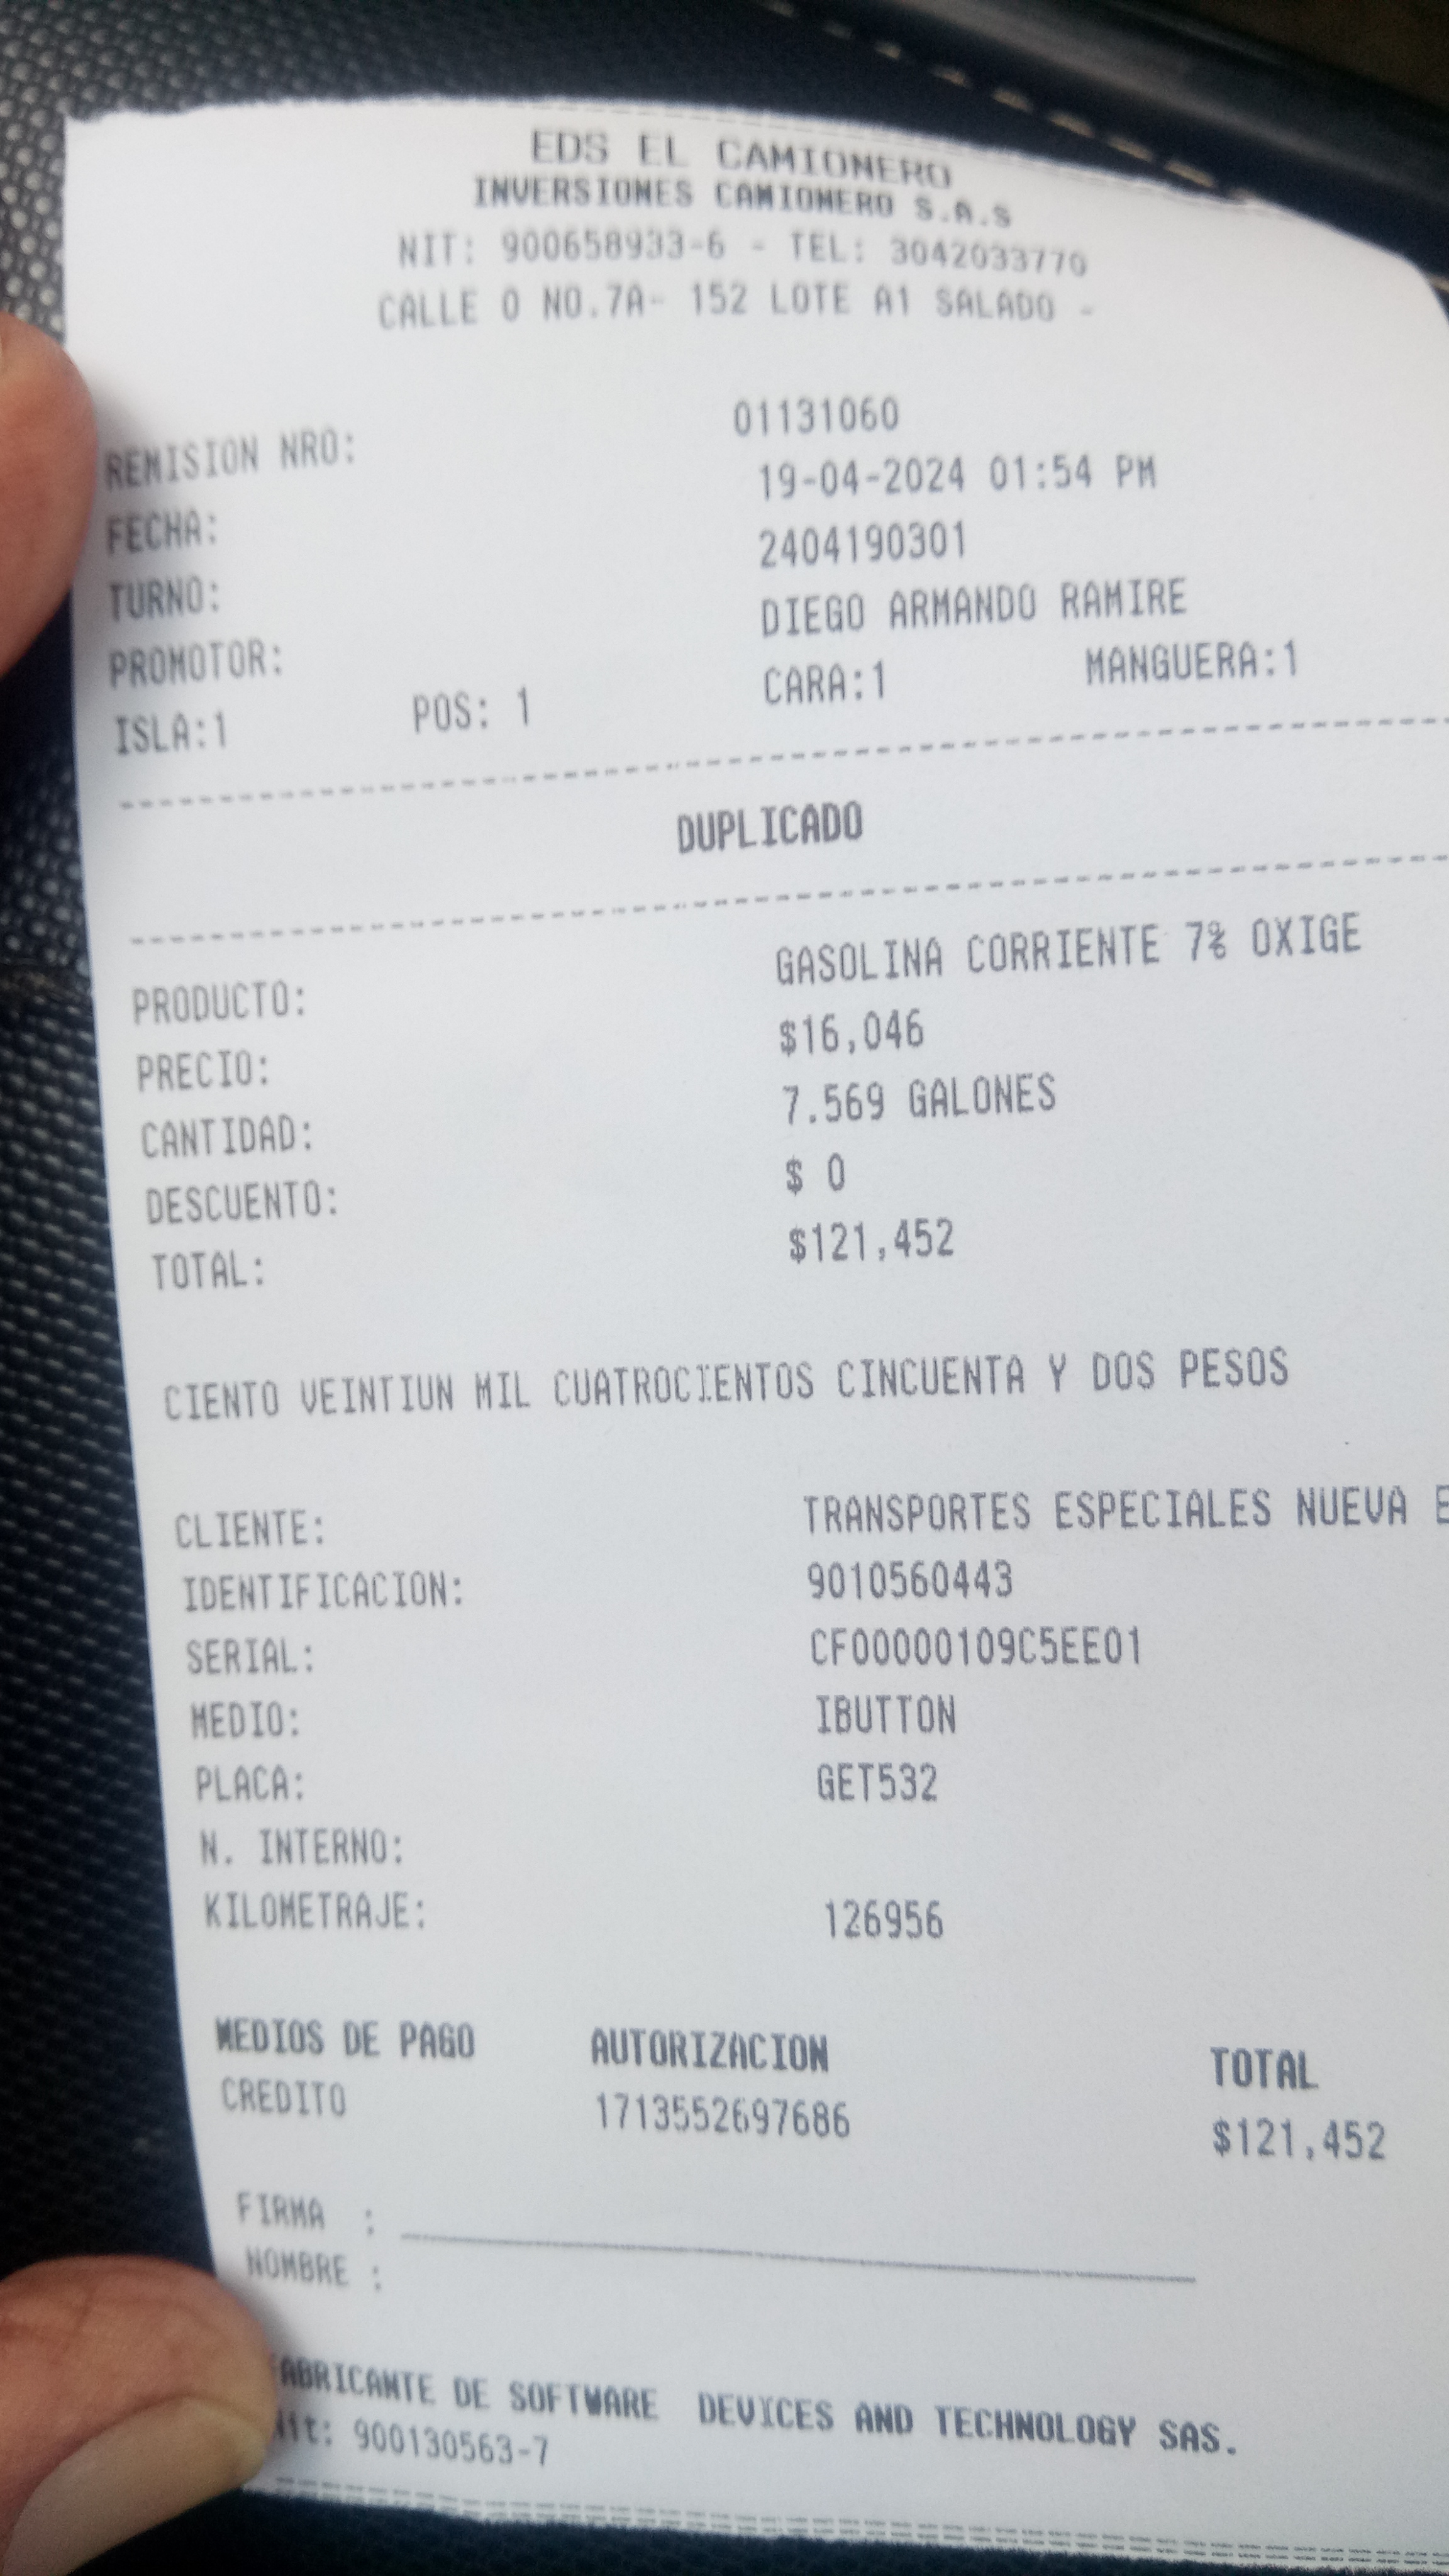 EDS EL CAMIONERO
INVERSIONES CAMIONERO S.A.S
NIT: 900658933-6 - TEL: 3042033770
CALLE 0 NO.7A- 152 LOTE A1 SALADO -
REMISION NRO: 01131060
FECHA: 19-04-2024 01:54 PM
TURNO: 2404190301
PROMOTOR: DIEGO ARMANDO RAMIRE
ISLA:1 POS: 1 CARA:1 MANGUERA:1
DUPLICADO
PRODUCTO: GASOLINA CORRIENTE 7% OXIGE
PRECIO: $16,046
CANTIDAD: 7.569 GALONES
DESCUENTO: $ 0
TOTAL: $121,452
CIENTO VEINTIUN MIL CUATROCIENTOS CINCUENTA Y DOS PESOS
CLIENTE: TRANSPORTES ESPECIALES NUEVA E
IDENTIFICACION: 9010560443
SERIAL: CF00000109C5EE01
MEDIO: IBUTTON
PLACA: GET532
N. INTERNO:
KILOMETRAJE: 126956
MEDIOS DE PAGO AUTORIZACION TOTAL
CREDITO 1713552697686 $121,452
FIRMA :
NOMBRE :
FABRICANTE DE SOFTWARE DEVICES AND TECHNOLOGY SAS.
Nit: 900130563-7